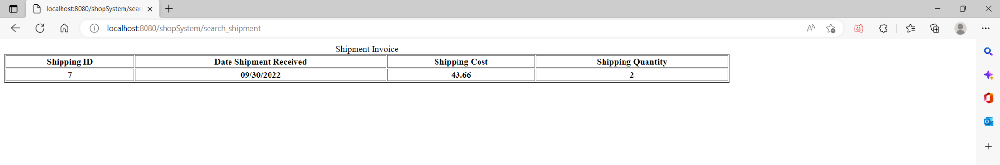 localhost:8080/shopSystem/sear
localhost:8080/shopSystem/search_shipment
Shipment Invoice
Shipping ID Date Shipment Received Shipping Cost Shipping Quantity
7 09/30/2022 43.66 2